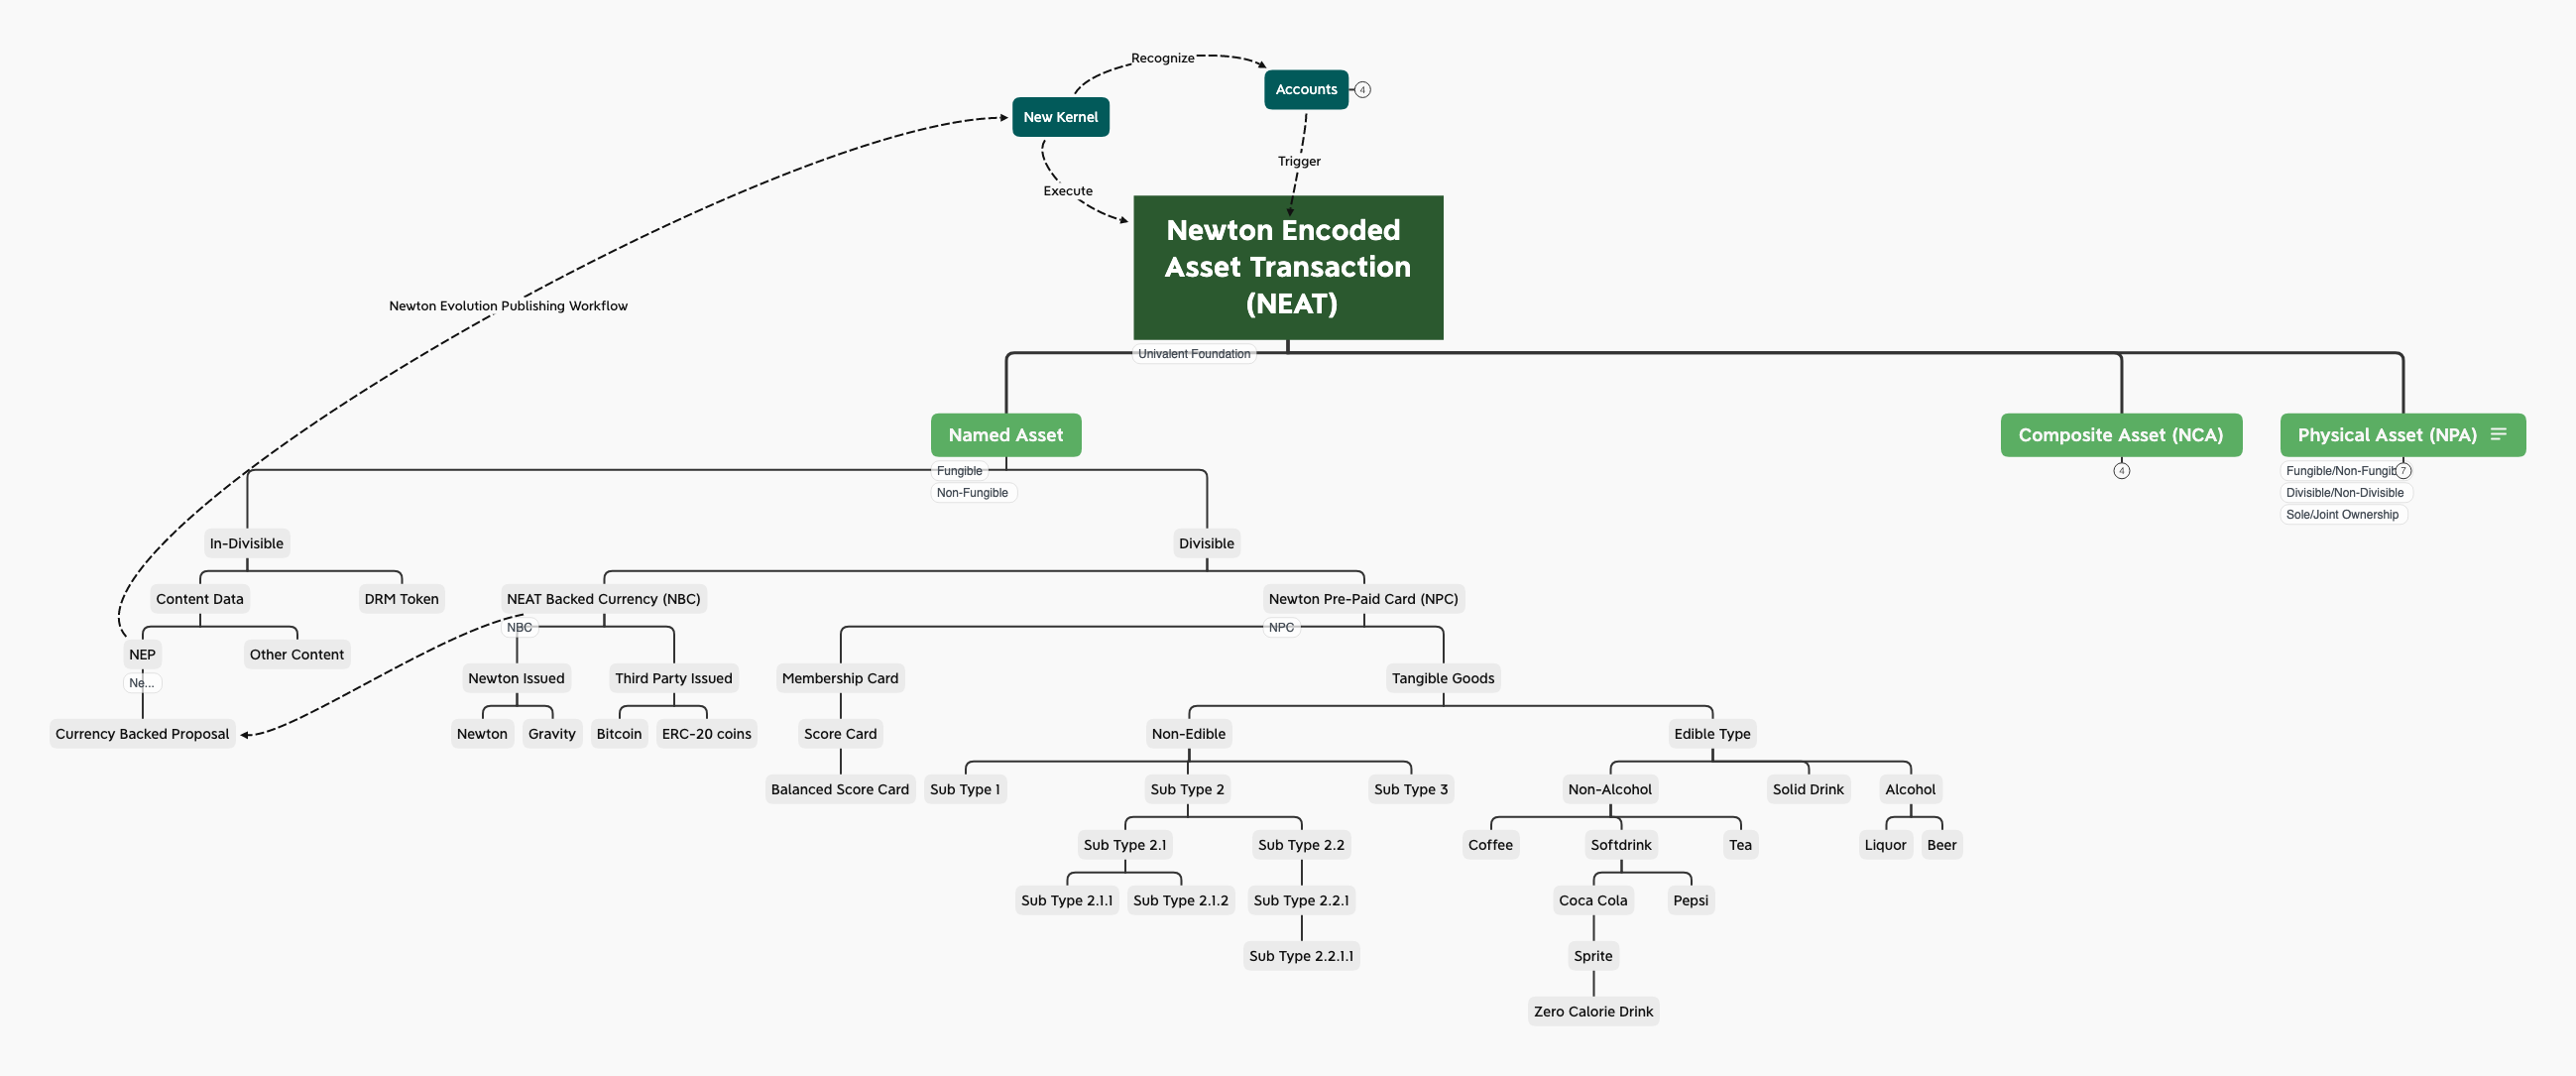 Recognize
Accounts
4
New Kernel
Trigger
Execute
Newton Encoded
Asset Transaction
(NEAT)
Newton Evolution Publishing Workflow
Univalent Foundation
Named Asset
Composite Asset (NCA)
Physical Asset (NPA)
Fungible
Non-Fungible
4
Fungible/Non-Fungib
7
Divisible/Non-Divisible
Sole/Joint Ownership
In-Divisible
Divisible
Content Data
DRM Token
NEAT Backed Currency (NBC)
Newton Pre-Paid Card (NPC)
NBC
NPC
NEP
Other Content
Ne...
Newton Issued
Third Party Issued
Membership Card
Tangible Goods
Currency Backed Proposal
Newton
Gravity
Bitcoin
ERC-20 coins
Score Card
Non-Edible
Edible Type
Balanced Score Card
Sub Type 1
Sub Type 2
Sub Type 3
Non-Alcohol
Solid Drink
Alcohol
Sub Type 2.1
Sub Type 2.2
Coffee
Softdrink
Tea
Liquor
Beer
Sub Type 2.1.1
Sub Type 2.1.2
Sub Type 2.2.1
Coca Cola
Pepsi
Sub Type 2.2.1.1
Sprite
Zero Calorie Drink